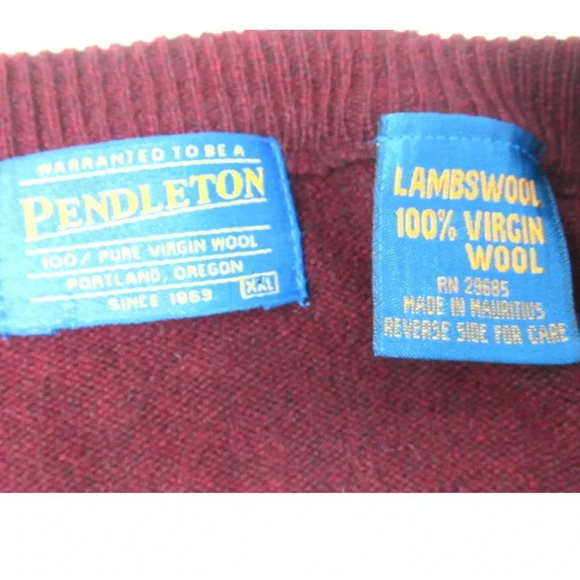 WARRANTED TO BE A
PENDLETON
100% PURE VIRGIN WOOL
PORTLAND, OREGON
SINCE 1863
XXL
LAMBSWOOL
100% VIRGIN
WOOL
RN 29685
MADE IN MAURITIUS
REVERSE SIDE FOR CARE